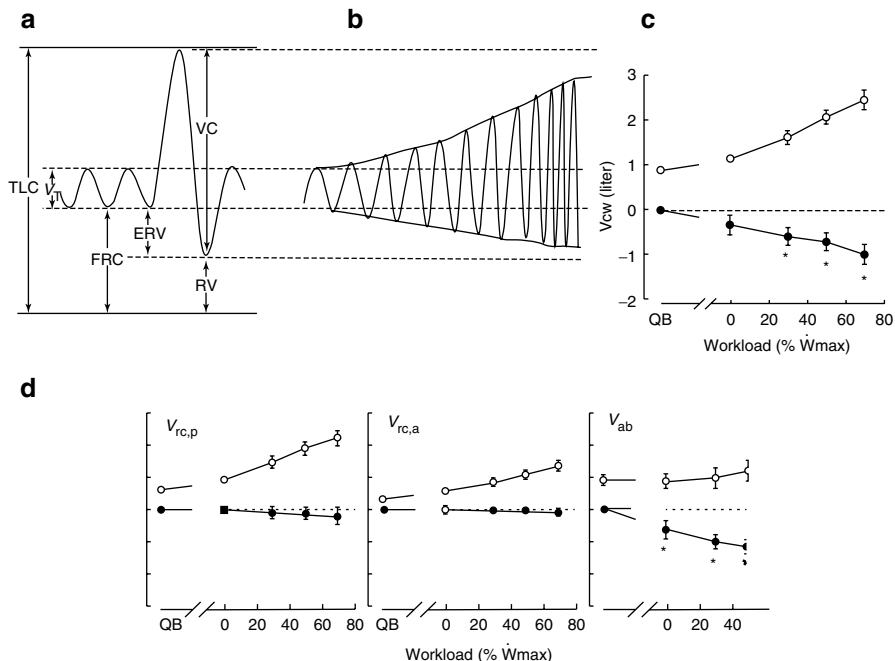 a
b
c
TLC
VT
VC
ERV
FRC
RV
Vcw (liter)
3
2
1
0
−1
−2
*
*
*
QB
0 20 40 60 80
Workload (% Ẇmax)
d
Vrc,p
Vrc,a
Vab
*
*
*
QB 0 20 40 60 80
QB 0 20 40 60 80
QB 0 20 40
Workload (% Ẇmax)